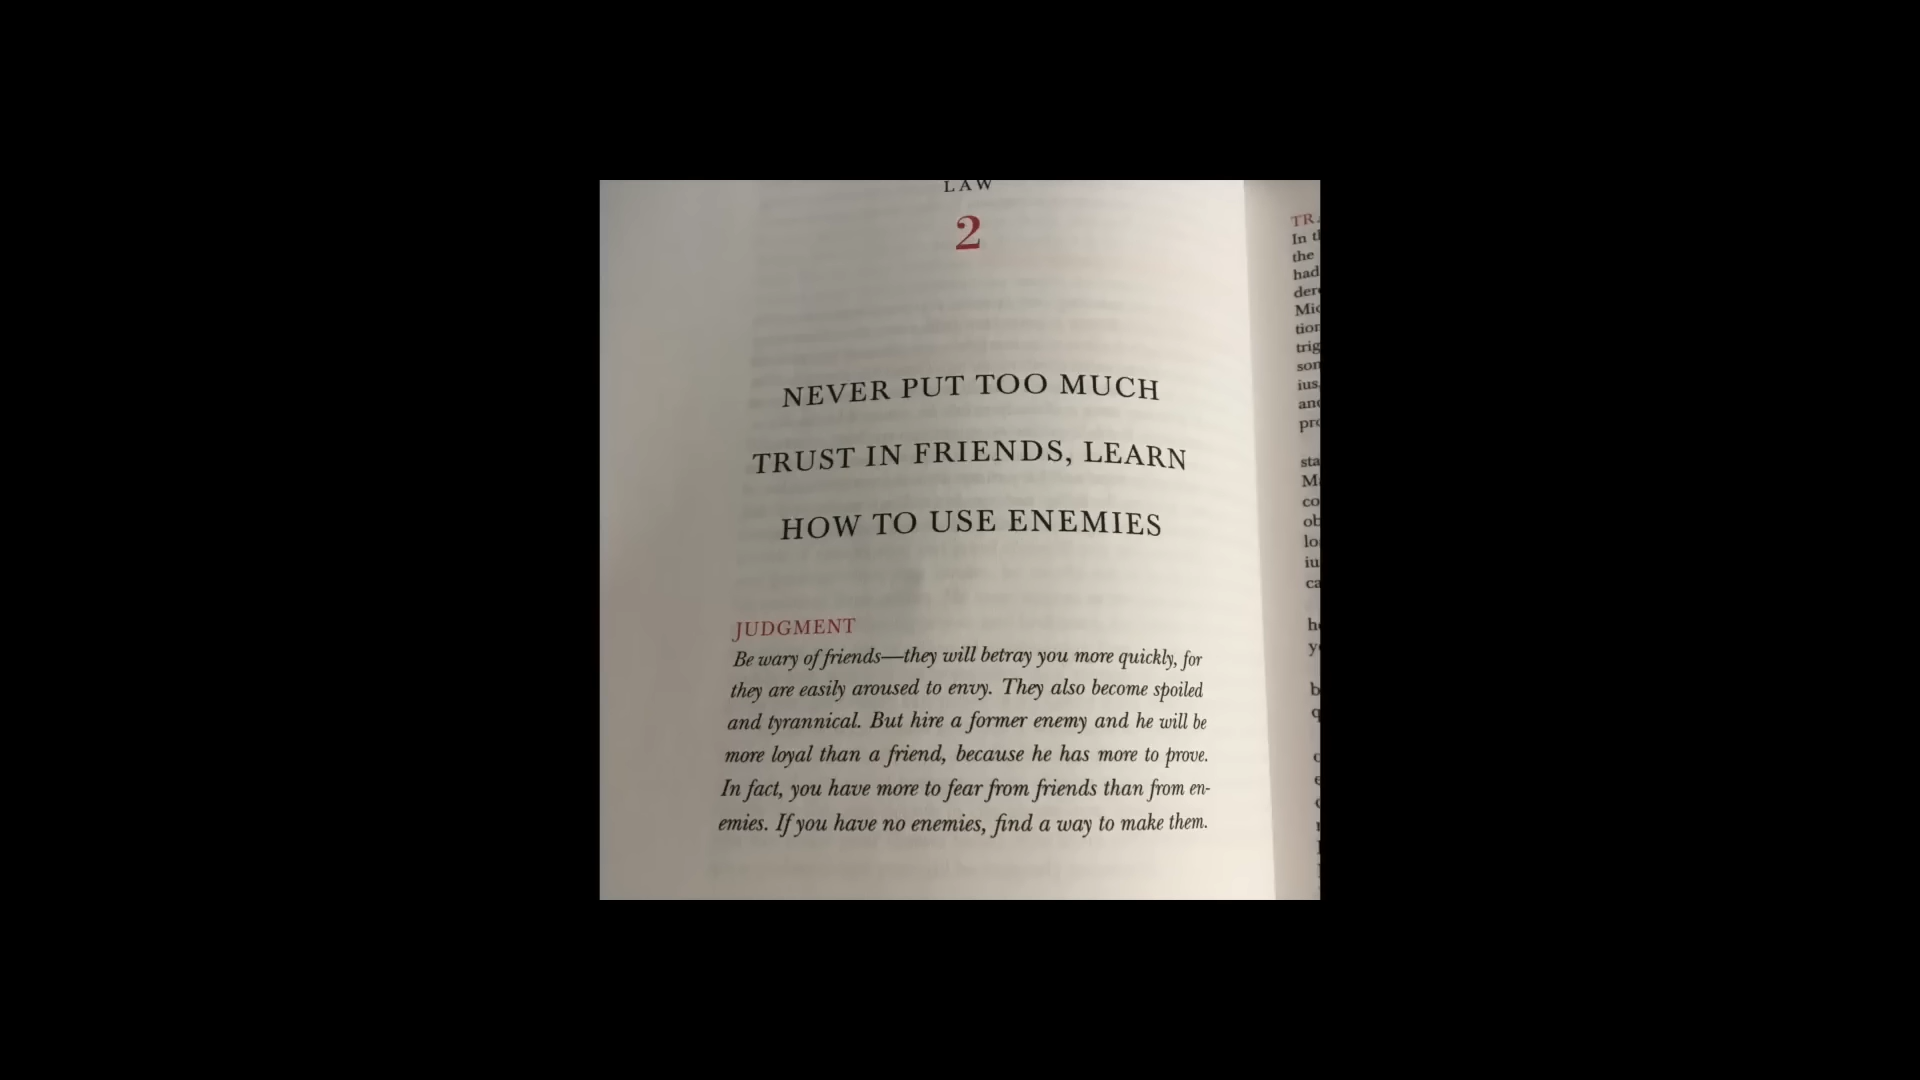 LAW
2
NEVER PUT TOO MUCH
TRUST IN FRIENDS, LEARN
HOW TO USE ENEMIES
JUDGMENT
Be wary of friends—they will betray you more quickly, for
they are easily aroused to envy. They also become spoiled
and tyrannical. But hire a former enemy and he will be
more loyal than a friend, because he has more to prove.
In fact, you have more to fear from friends than from en-
emies. If you have no enemies, find a way to make them.
In
the
had